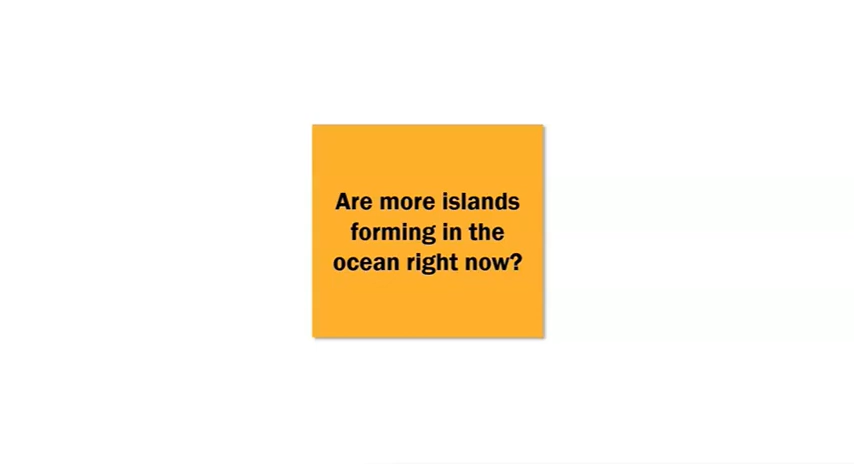 Are more islands
forming in the
ocean right now?